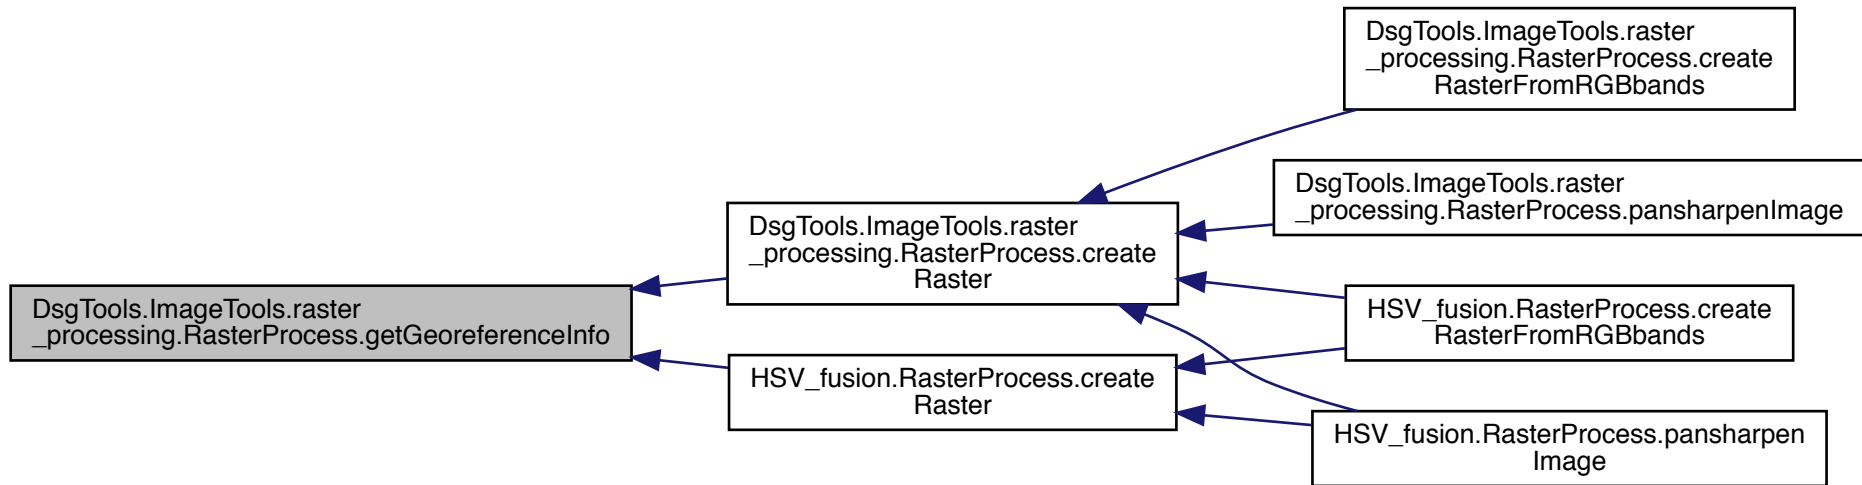 DsgTools.ImageTools.raster
_processing.RasterProcess.getGeoreferenceInfo
DsgTools.ImageTools.raster
_processing.RasterProcess.create
Raster
HSV_fusion.RasterProcess.create
Raster
DsgTools.ImageTools.raster
_processing.RasterProcess.create
RasterFromRGBbands
DsgTools.ImageTools.raster
_processing.RasterProcess.pansharpenImage
HSV_fusion.RasterProcess.create
RasterFromRGBbands
HSV_fusion.RasterProcess.pansharpen
Image